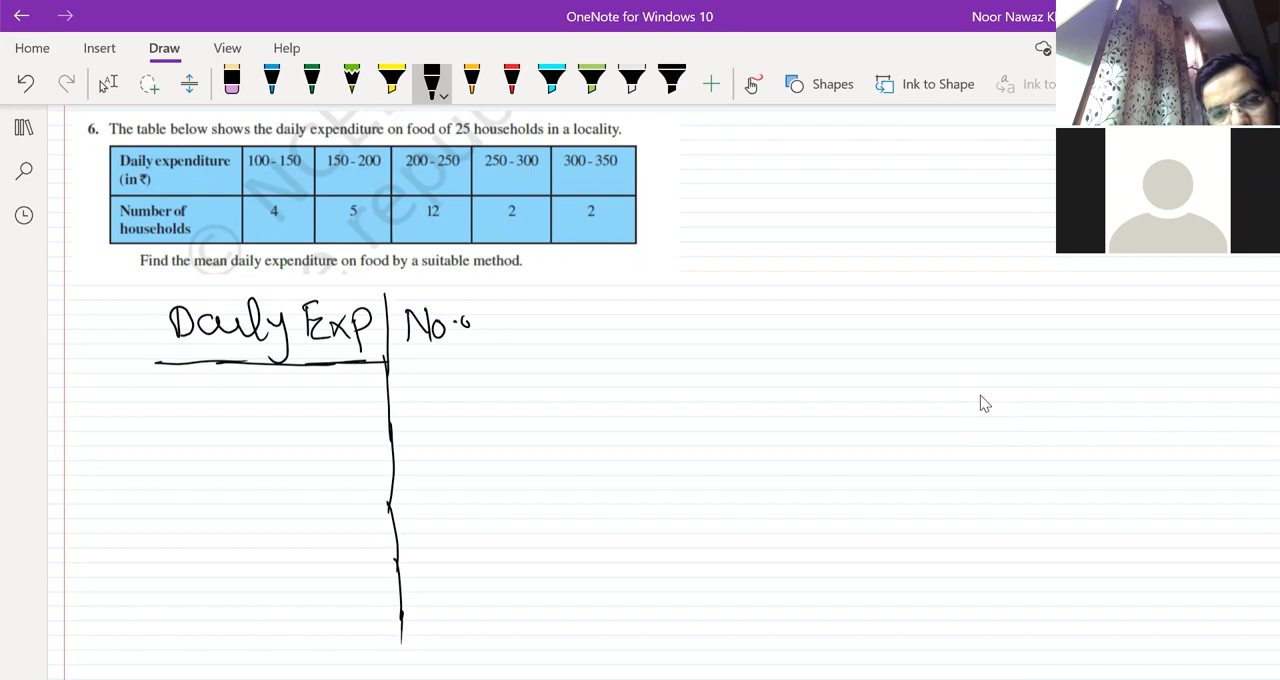 OneNote for Windows 10
Noor Nawaz
Home Insert Draw View Help
Shapes Ink to Shape Ink to
6. The table below shows the daily expenditure on food of 25 households in a locality.
Daily expenditure (in ₹) 100 - 150 150 - 200 200 - 250 250 - 300 300 - 350
Number of households 4 5 12 2 2
Find the mean daily expenditure on food by a suitable method.
Daily Exp No. o